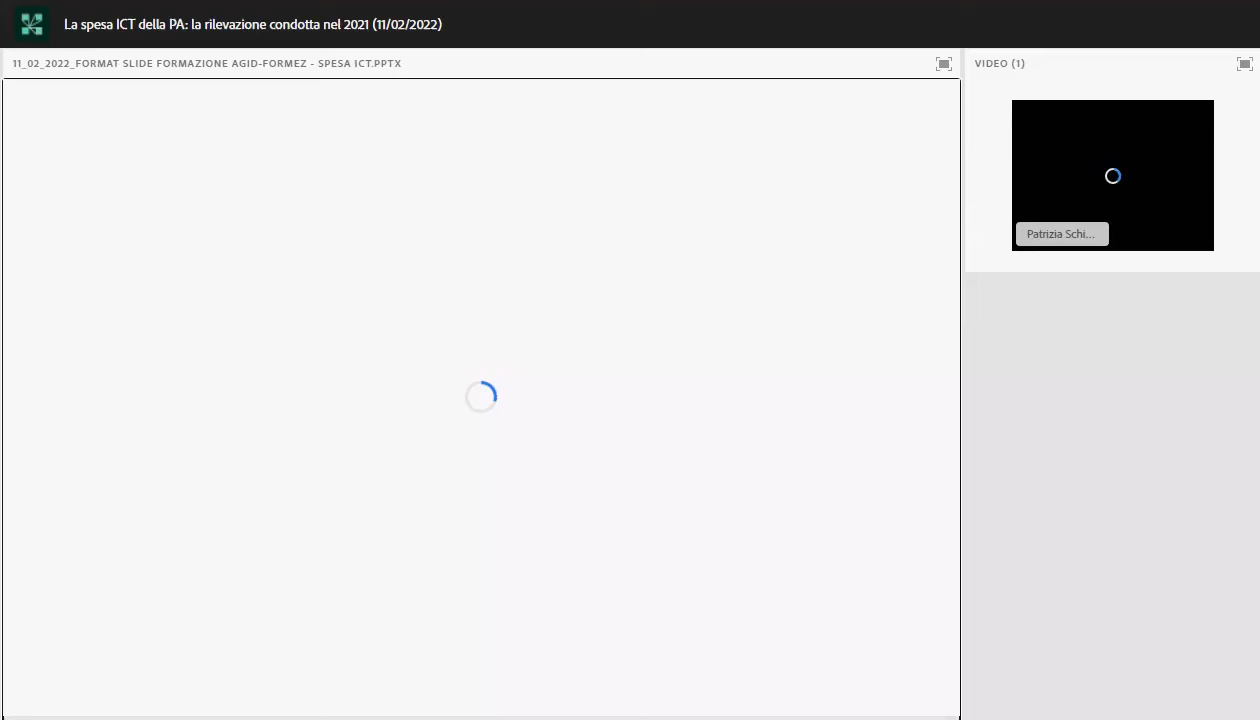 La spesa ICT della PA: la rilevazione condotta nel 2021 (11/02/2022)
11_02_2022_FORMAT SLIDE FORMAZIONE AGID-FORMEZ - SPESA ICT.PPTX
VIDEO (1)
Patrizia Schi...